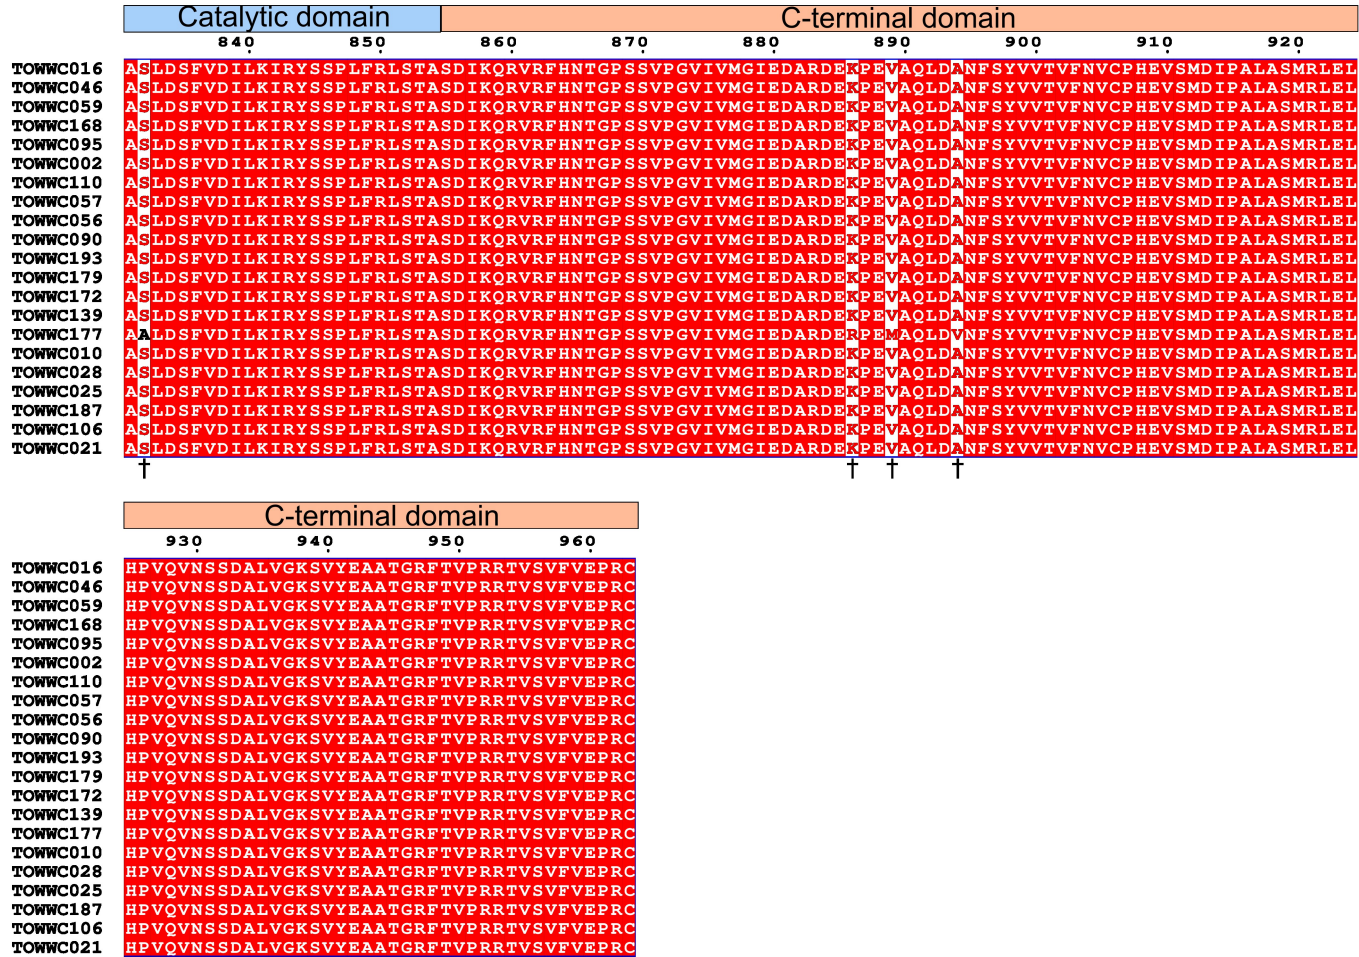 Catalytic domain C-terminal domain
840 850 860 870 880 890 900 910 920
TOWWC016 ASLDSFVDILKIRYSSPLFRLSTASDIKQRVRFHNTGPSSVPGVIVMGIEDARDEKPEVAQLDANFSYVVTVFNVCPHEVSMDIPALASMRLEL
TOWWC046 ASLDSFVDILKIRYSSPLFRLSTASDIKQRVRFHNTGPSSVPGVIVMGIEDARDEKPEVAQLDANFSYVVTVFNVCPHEVSMDIPALASMRLEL
TOWWC059 ASLDSFVDILKIRYSSPLFRLSTASDIKQRVRFHNTGPSSVPGVIVMGIEDARDEKPEVAQLDANFSYVVTVFNVCPHEVSMDIPALASMRLEL
TOWWC168 ASLDSFVDILKIRYSSPLFRLSTASDIKQRVRFHNTGPSSVPGVIVMGIEDARDEKPEVAQLDANFSYVVTVFNVCPHEVSMDIPALASMRLEL
TOWWC095 ASLDSFVDILKIRYSSPLFRLSTASDIKQRVRFHNTGPSSVPGVIVMGIEDARDEKPEVAQLDANFSYVVTVFNVCPHEVSMDIPALASMRLEL
TOWWC002 ASLDSFVDILKIRYSSPLFRLSTASDIKQRVRFHNTGPSSVPGVIVMGIEDARDEKPEVAQLDANFSYVVTVFNVCPHEVSMDIPALASMRLEL
TOWWC110 ASLDSFVDILKIRYSSPLFRLSTASDIKQRVRFHNTGPSSVPGVIVMGIEDARDEKPEVAQLDANFSYVVTVFNVCPHEVSMDIPALASMRLEL
TOWWC057 ASLDSFVDILKIRYSSPLFRLSTASDIKQRVRFHNTGPSSVPGVIVMGIEDARDEKPEVAQLDANFSYVVTVFNVCPHEVSMDIPALASMRLEL
TOWWC056 ASLDSFVDILKIRYSSPLFRLSTASDIKQRVRFHNTGPSSVPGVIVMGIEDARDEKPEVAQLDANFSYVVTVFNVCPHEVSMDIPALASMRLEL
TOWWC090 ASLDSFVDILKIRYSSPLFRLSTASDIKQRVRFHNTGPSSVPGVIVMGIEDARDEKPEVAQLDANFSYVVTVFNVCPHEVSMDIPALASMRLEL
TOWWC193 ASLDSFVDILKIRYSSPLFRLSTASDIKQRVRFHNTGPSSVPGVIVMGIEDARDEKPEVAQLDANFSYVVTVFNVCPHEVSMDIPALASMRLEL
TOWWC179 ASLDSFVDILKIRYSSPLFRLSTASDIKQRVRFHNTGPSSVPGVIVMGIEDARDEKPEVAQLDANFSYVVTVFNVCPHEVSMDIPALASMRLEL
TOWWC172 ASLDSFVDILKIRYSSPLFRLSTASDIKQRVRFHNTGPSSVPGVIVMGIEDARDEKPEVAQLDANFSYVVTVFNVCPHEVSMDIPALASMRLEL
TOWWC139 ASLDSFVDILKIRYSSPLFRLSTASDIKQRVRFHNTGPSSVPGVIVMGIEDARDEKPEVAQLDANFSYVVTVFNVCPHEVSMDIPALASMRLEL
TOWWC177 AALDSFVDILKIRYSSPLFRLSTASDIKQRVRFHNTGPSSVPGVIVMGIEDARDERPEMAQLDVNFSYVVTVFNVCPHEVSMDIPALASMRLEL
TOWWC010 ASLDSFVDILKIRYSSPLFRLSTASDIKQRVRFHNTGPSSVPGVIVMGIEDARDEKPEVAQLDANFSYVVTVFNVCPHEVSMDIPALASMRLEL
TOWWC028 ASLDSFVDILKIRYSSPLFRLSTASDIKQRVRFHNTGPSSVPGVIVMGIEDARDEKPEVAQLDANFSYVVTVFNVCPHEVSMDIPALASMRLEL
TOWWC025 ASLDSFVDILKIRYSSPLFRLSTASDIKQRVRFHNTGPSSVPGVIVMGIEDARDEKPEVAQLDANFSYVVTVFNVCPHEVSMDIPALASMRLEL
TOWWC187 ASLDSFVDILKIRYSSPLFRLSTASDIKQRVRFHNTGPSSVPGVIVMGIEDARDEKPEVAQLDANFSYVVTVFNVCPHEVSMDIPALASMRLEL
TOWWC106 ASLDSFVDILKIRYSSPLFRLSTASDIKQRVRFHNTGPSSVPGVIVMGIEDARDEKPEVAQLDANFSYVVTVFNVCPHEVSMDIPALASMRLEL
TOWWC021 ASLDSFVDILKIRYSSPLFRLSTASDIKQRVRFHNTGPSSVPGVIVMGIEDARDEKPEVAQLDANFSYVVTVFNVCPHEVSMDIPALASMRLEL
† † † †
C-terminal domain
930 940 950 960
TOWWC016 HPVQVNSSDALVGKSVYEAATGRFTVPRRTVSVFVEPRC
TOWWC046 HPVQVNSSDALVGKSVYEAATGRFTVPRRTVSVFVEPRC
TOWWC059 HPVQVNSSDALVGKSVYEAATGRFTVPRRTVSVFVEPRC
TOWWC168 HPVQVNSSDALVGKSVYEAATGRFTVPRRTVSVFVEPRC
TOWWC095 HPVQVNSSDALVGKSVYEAATGRFTVPRRTVSVFVEPRC
TOWWC002 HPVQVNSSDALVGKSVYEAATGRFTVPRRTVSVFVEPRC
TOWWC110 HPVQVNSSDALVGKSVYEAATGRFTVPRRTVSVFVEPRC
TOWWC057 HPVQVNSSDALVGKSVYEAATGRFTVPRRTVSVFVEPRC
TOWWC056 HPVQVNSSDALVGKSVYEAATGRFTVPRRTVSVFVEPRC
TOWWC090 HPVQVNSSDALVGKSVYEAATGRFTVPRRTVSVFVEPRC
TOWWC193 HPVQVNSSDALVGKSVYEAATGRFTVPRRTVSVFVEPRC
TOWWC179 HPVQVNSSDALVGKSVYEAATGRFTVPRRTVSVFVEPRC
TOWWC172 HPVQVNSSDALVGKSVYEAATGRFTVPRRTVSVFVEPRC
TOWWC139 HPVQVNSSDALVGKSVYEAATGRFTVPRRTVSVFVEPRC
TOWWC177 HPVQVNSSDALVGKSVYEAATGRFTVPRRTVSVFVEPRC
TOWWC010 HPVQVNSSDALVGKSVYEAATGRFTVPRRTVSVFVEPRC
TOWWC028 HPVQVNSSDALVGKSVYEAATGRFTVPRRTVSVFVEPRC
TOWWC025 HPVQVNSSDALVGKSVYEAATGRFTVPRRTVSVFVEPRC
TOWWC187 HPVQVNSSDALVGKSVYEAATGRFTVPRRTVSVFVEPRC
TOWWC106 HPVQVNSSDALVGKSVYEAATGRFTVPRRTVSVFVEPRC
TOWWC021 HPVQVNSSDALVGKSVYEAATGRFTVPRRTVSVFVEPRC